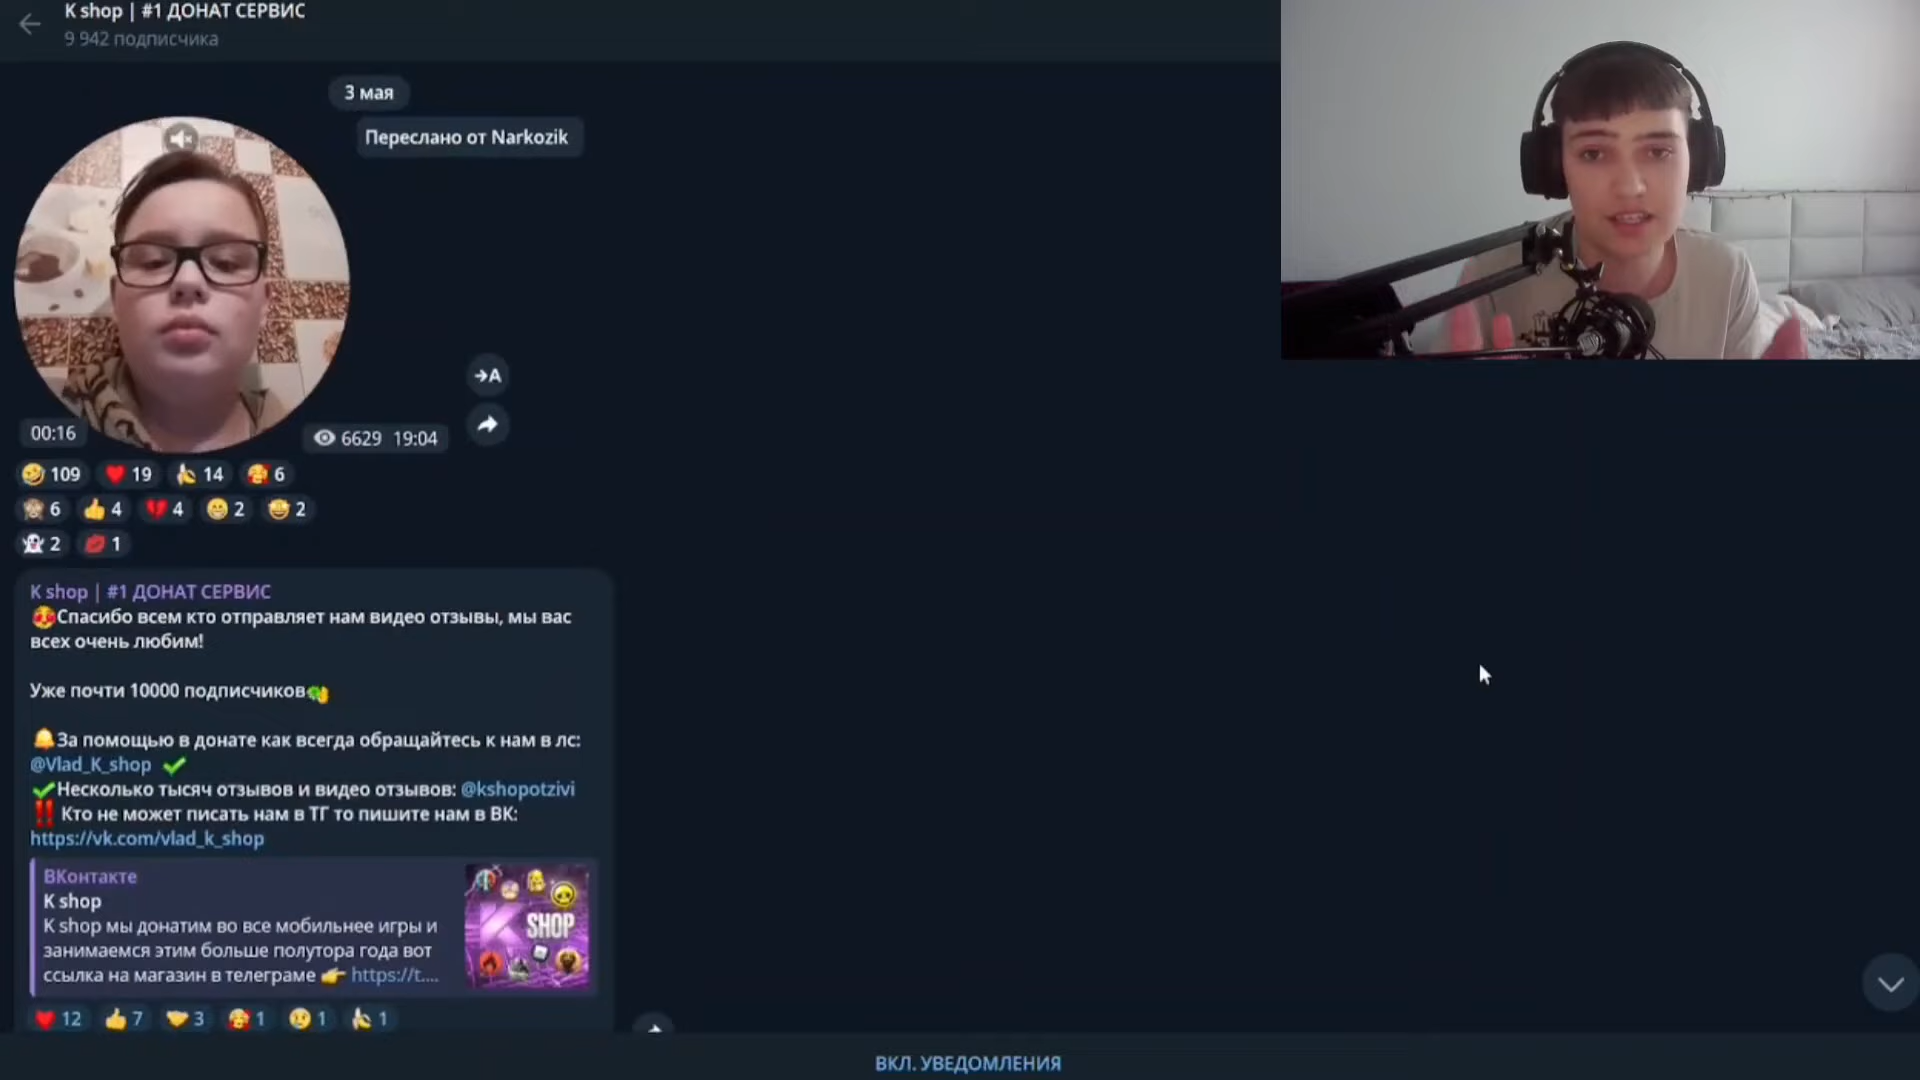 K shop | #1 ДОНАТ СЕРВИС
9 942 подписчика
3 мая
Переслано от Narkozik
00:16
6629 19:04
→A
109 19 14 6
6 4 4 2 2
2 1
K shop | #1 ДОНАТ СЕРВИС
Спасибо всем кто отправляет нам видео отзывы, мы вас
всех очень любим!
Уже почти 10000 подписчиков
За помощью в донате как всегда обращайтесь к нам в лс:
@Vlad_K_shop
Несколько тысяч отзывов и видео отзывов: @kshopotzivi
Кто не может писать нам в ТГ то пишите нам в ВК:
https://vk.com/vlad_k_shop
ВКонтакте
K shop
K shop мы донатим во все мобильнее игры и
занимаемся этим больше полутора года вот
ссылка на магазин в телеграме https://t....
K SHOP
12 7 3 1 1 1
ВКЛ. УВЕДОМЛЕНИЯ